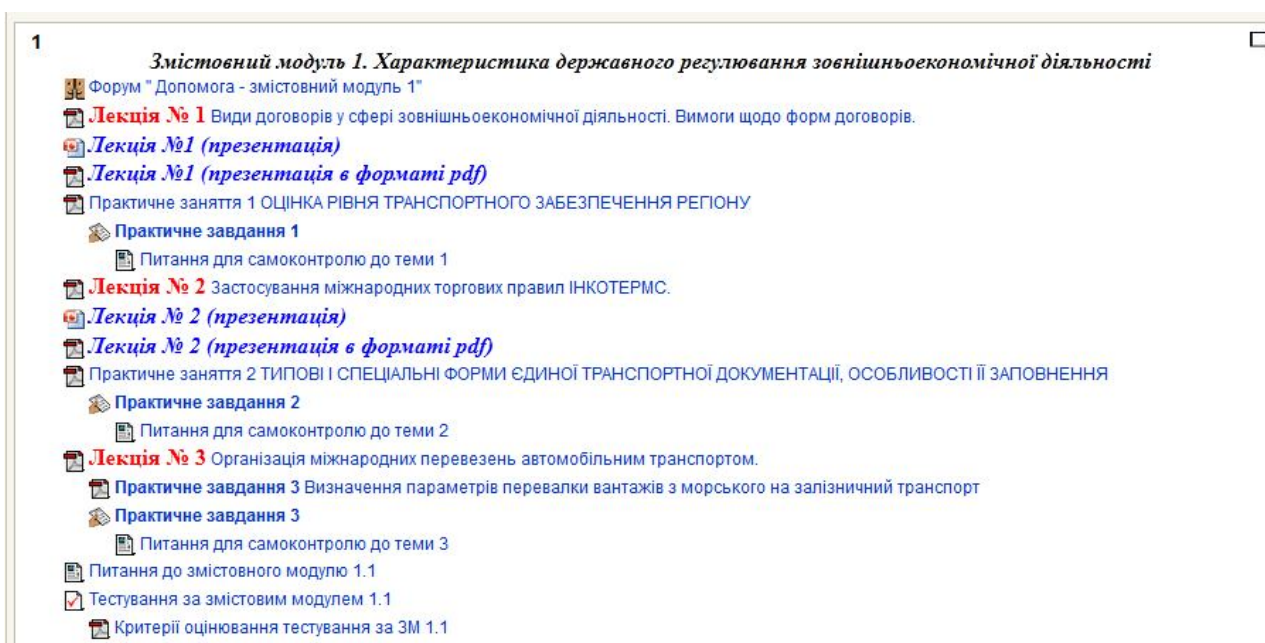 1
Змістовний модуль 1. Характеристика державного регулювання зовнішньоекономічної діяльності
Форум " Допомога - змістовний модуль 1"
Лекція № 1 Види договорів у сфері зовнішньоекономічної діяльності. Вимоги щодо форм договорів.
Лекція №1 (презентація)
Лекція №1 (презентація в форматі pdf)
Практичне заняття 1 ОЦІНКА РІВНЯ ТРАНСПОРТНОГО ЗАБЕЗПЕЧЕННЯ РЕГІОНУ
Практичне завдання 1
Питання для самоконтролю до теми 1
Лекція № 2 Застосування міжнародних торгових правил ІНКОТЕРМС.
Лекція № 2 (презентація)
Лекція № 2 (презентація в форматі pdf)
Практичне заняття 2 ТИПОВІ І СПЕЦІАЛЬНІ ФОРМИ ЄДИНОЇ ТРАНСПОРТНОЇ ДОКУМЕНТАЦІЇ, ОСОБЛИВОСТІ ЇЇ ЗАПОВНЕННЯ
Практичне завдання 2
Питання для самоконтролю до теми 2
Лекція № 3 Організація міжнародних перевезень автомобільним транспортом.
Практичне завдання 3 Визначення параметрів перевалки вантажів з морського на залізничний транспорт
Практичне завдання 3
Питання для самоконтролю до теми 3
Питання до змістовного модулю 1.1
Тестування за змістовим модулем 1.1
Критерії оцінювання тестування за ЗМ 1.1